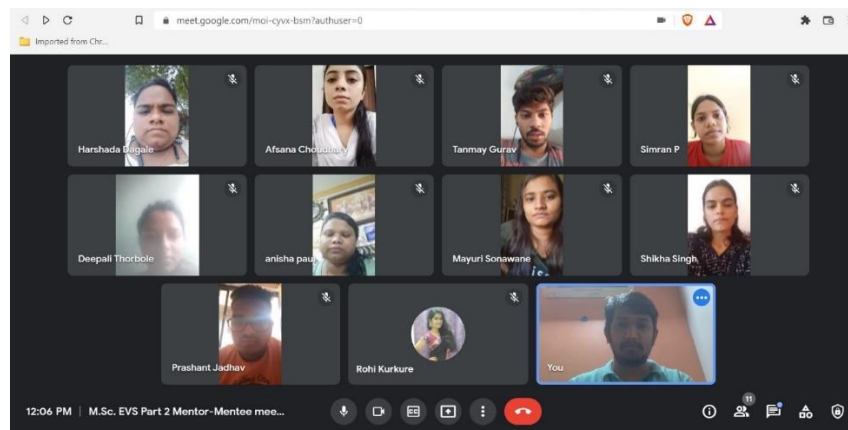 meet.google.com/moi-cyvx-bsm?authuser=0
Imported from Chr...
Harshada Dagale
Afsana Choudhary
Tanmay Gurav
Simran P
Deepali Thorbole
anisha paul
Mayuri Sonawane
Shikha Singh
Prashant Jadhav
Rohi Kurkure
You
12:06 PM | M.Sc. EVS Part 2 Mentor-Mentee mee...
CC
11